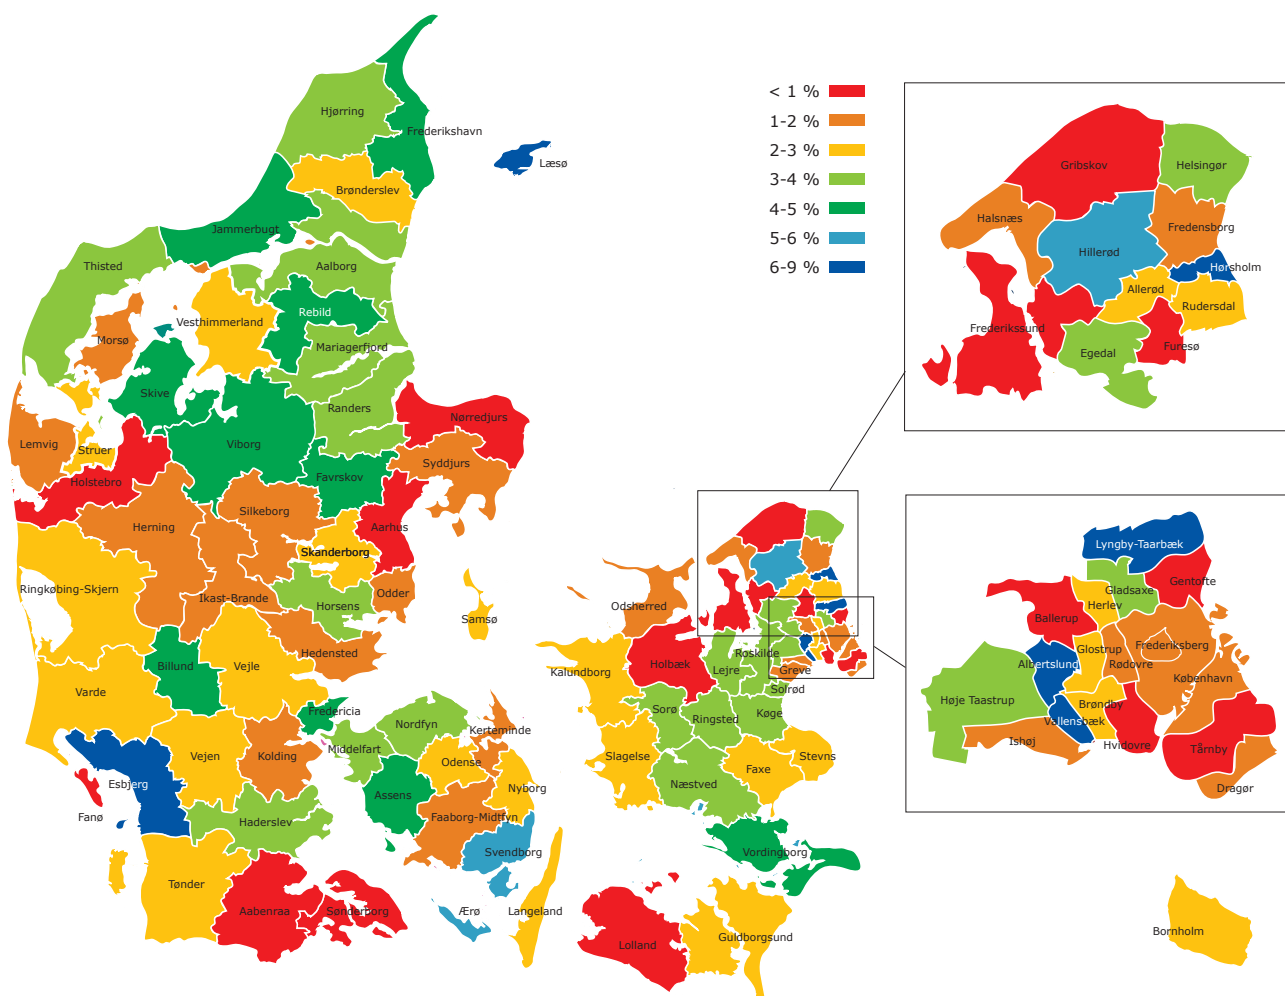 < 1 %
1-2 %
2-3 %
3-4 %
4-5 %
5-6 %
6-9 %
Hjørring
Frederikshavn
Læsø
Brønderslev
Jammerbugt
Thisted
Aalborg
Rebild
Vesthimmerland
Morsø
Mariagerfjord
Skive
Randers
Nørredjurs
Lemvig
Struer
Viborg
Syddjurs
Favrskov
Holstebro
Silkeborg
Herning
Aarhus
Skanderborg
Ringkøbing-Skjern
Ikast-Brande
Odder
Horsens
Samsø
Hedensted
Billund
Vejle
Varde
Fredericia
Nordfyn
Kerteminde
Middelfart
Vejen
Kolding
Odense
Esbjerg
Nyborg
Assens
Fanø
Haderslev
Faaborg-Midtfyn
Svendborg
Tønder
Aabenraa
Sønderborg
Ærø
Langeland
Odsherred
Kalundborg
Holbæk
Lejre
Roskilde
Greve
Solrød
Sorø
Ringsted
Køge
Slagelse
Stevns
Faxe
Næstved
Vordingborg
Lolland
Guldborgsund
Bornholm
Gribskov
Helsingør
Halsnæs
Fredensborg
Hillerød
Hørsholm
Allerød
Rudersdal
Frederikssund
Furesø
Egedal
Lyngby-Taarbæk
Gentofte
Gladsaxe
Herlev
Ballerup
Frederiksberg
Glostrup
Albertslund
Rødovre
København
Høje Taastrup
Brøndby
Vallensbæk
Ishøj
Hvidovre
Tårnby
Dragør